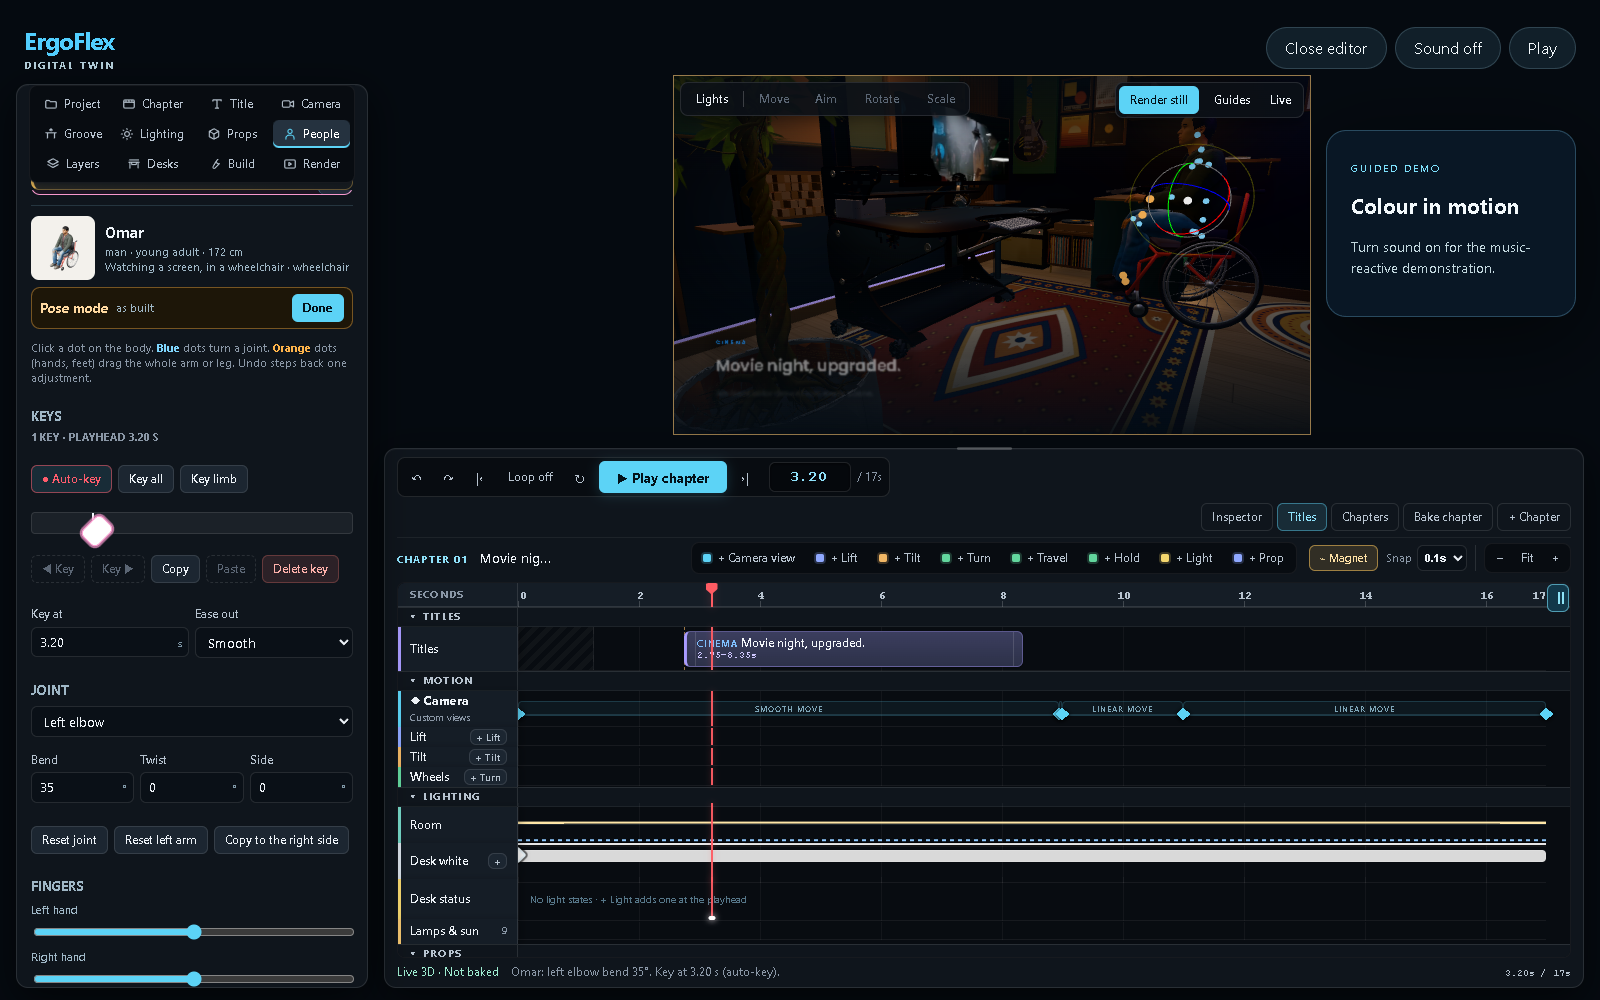 ErgoFlex
DIGITAL TWIN
Close editor
Sound off
Play
Project
Chapter
Title
Camera
Groove
Lighting
Props
People
Layers
Desks
Build
Render
Omar
man · young adult · 172 cm
Watching a screen, in a wheelchair · wheelchair
Pose mode as built
Done
Click a dot on the body. Blue dots turn a joint. Orange dots
(hands, feet) drag the whole arm or leg. Undo steps back one
adjustment.
KEYS
1 KEY · PLAYHEAD 3.20 S
Auto-key
Key all
Key limb
◀ Key
Key ▶
Copy
Paste
Delete key
Key at
Ease out
3.20 s
Smooth
JOINT
Left elbow
Bend
Twist
Side
35 °
0 °
0 °
Reset joint
Reset left arm
Copy to the right side
FINGERS
Left hand
Right hand
Lights
Move
Aim
Rotate
Scale
Render still
Guides
Live
CINEMA
Movie night, upgraded.
GUIDED DEMO
Colour in motion
Turn sound on for the music-
reactive demonstration.
Loop off
▶ Play chapter
3.20
/ 17s
Inspector
Titles
Chapters
Bake chapter
+ Chapter
CHAPTER 01 Movie nig...
+ Camera view
+ Lift
+ Tilt
+ Turn
+ Travel
+ Hold
+ Light
+ Prop
~ Magnet
Snap
0.1s
− Fit +
SECONDS
0 2 4 6 8 10 12 14 16 17
TITLES
Titles
CINEMA Movie night, upgraded.
2.75–8.35s
MOTION
Camera
Custom views
SMOOTH MOVE
LINEAR MOVE
LINEAR MOVE
Lift
+ Lift
Tilt
+ Tilt
Wheels
+ Turn
LIGHTING
Room
Desk white
+
Desk status
No light states · + Light adds one at the playhead
Lamps & sun 9
PROPS
Live 3D · Not baked
Omar: left elbow bend 35°. Key at 3.20 s (auto-key).
3.20s / 17s